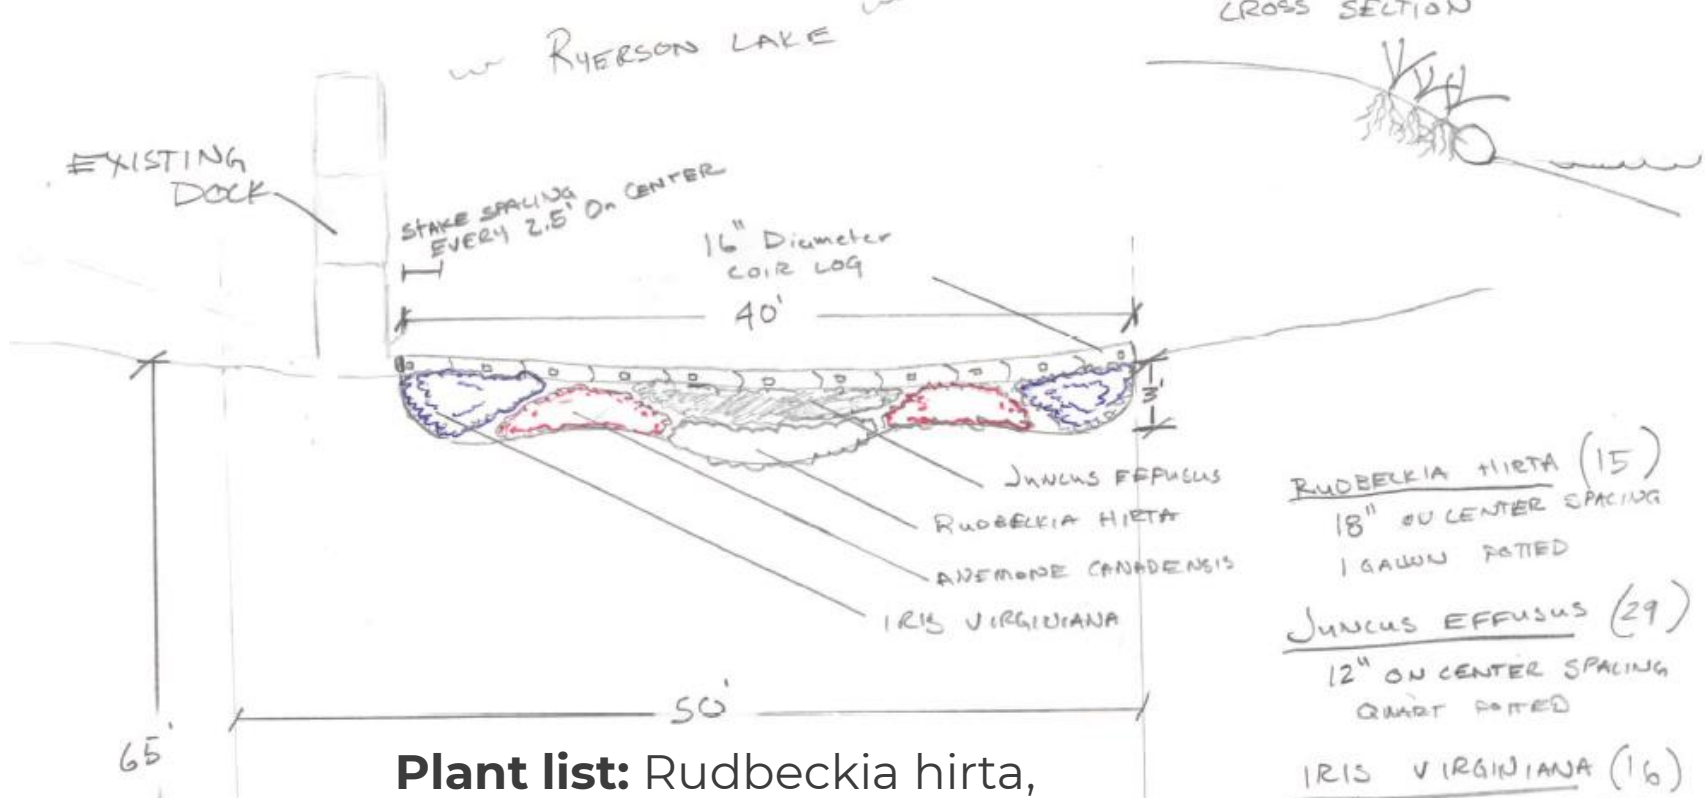 CROSS SECTION
RYERSON LAKE
EXISTING
DOCK
STAKE SPACING
EVERY 2.5' On CENTER
16" Diameter
COIR LOG
40'
3'
JUNCUS EFFUSUS
RUDBECKIA HIRTA
ANEMONE CANADENSIS
IRIS VIRGINIANA
RUDBECKIA HIRTA (15)
18" ON CENTER SPACING
1 GALLON POTTED
JUNCUS EFFUSUS (29)
12" ON CENTER SPACING
QUART POTTED
IRIS VIRGINIANA (16)
50'
65'
Plant list: Rudbeckia hirta,